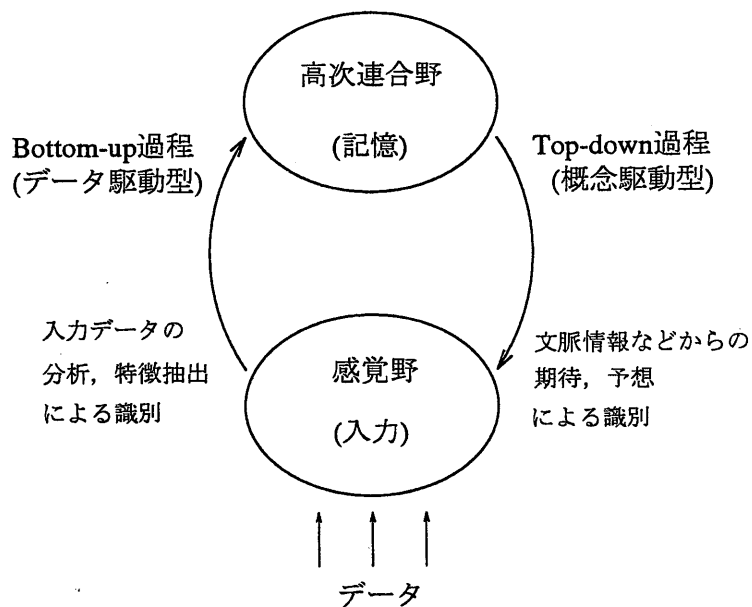 高次連合野
(記憶)
Bottom-up過程
(データ駆動型)
Top-down過程
(概念駆動型)
入力データの
分析，特徴抽出
による識別
感覚野
(入力)
文脈情報などからの
期待，予想
による識別
データ